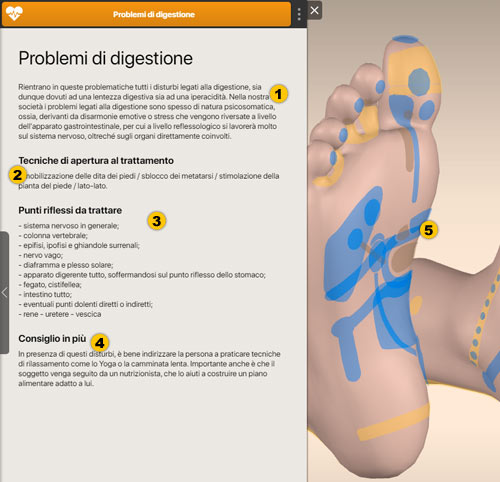 Problemi di digestione
Problemi di digestione
Rientrano in queste problematiche tutti i disturbi legati alla digestione, sia
dunque dovuti ad una lentezza digestiva sia ad una iperacidità. Nella nostra 1
società i problemi legati alla digestione sono spesso di natura psicosomatica,
ossia, derivanti da disarmonie emotive o stress che vengono riversate a livello
dell'apparato gastrointestinale, per cui a livello reflessologico si lavorerà molto
sul sistema nervoso, oltreché sugli organi direttamente coinvolti.
Tecniche di apertura al trattamento
2 mobilizzazione delle dita dei piedi / sblocco dei metatarsi / stimolazione della
pianta del piede / lato-lato.
Punti riflessi da trattare
3
- sistema nervoso in generale;
- colonna vertebrale;
5
- epifisi, ipofisi e ghiandole surrenali;
- nervo vago;
- diaframma e plesso solare;
- apparato digerente tutto, soffermandosi sul punto riflesso dello stomaco;
- fegato, cistifellea;
- intestino tutto;
- eventuali punti dolenti diretti o indiretti;
- rene - uretere - vescica
Consiglio in più 4
In presenza di questi disturbi, è bene indirizzare la persona a praticare tecniche
di rilassamento come lo Yoga o la camminata lenta. Importante anche è che il
soggetto venga seguito da un nutrizionista, che lo aiuti a costruire un piano
alimentare adatto a lui.